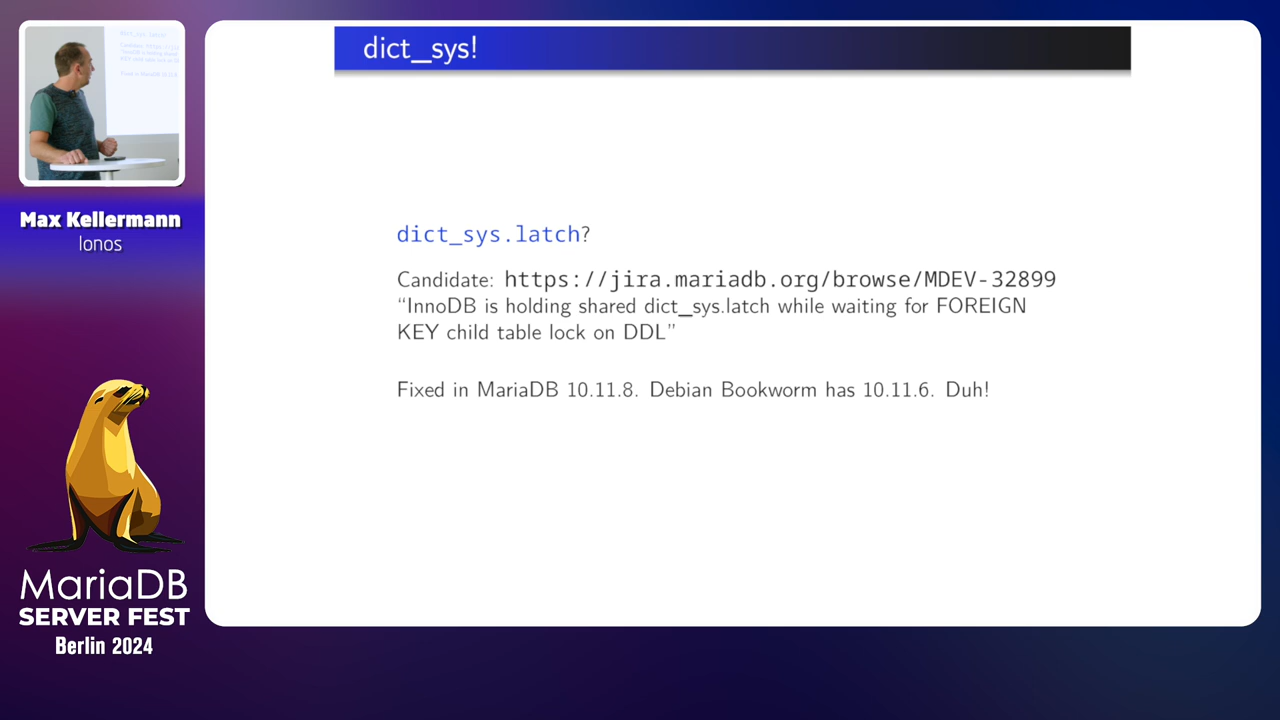 dict_sys!
dict_sys.latch?
Candidate: https://jira.mariadb.org/browse/MDEV-32899
“InnoDB is holding shared dict_sys.latch while waiting for FOREIGN
KEY child table lock on DDL”
Fixed in MariaDB 10.11.8. Debian Bookworm has 10.11.6. Duh!
Max Kellermann
Ionos
MariaDB
SERVER FEST
Berlin 2024